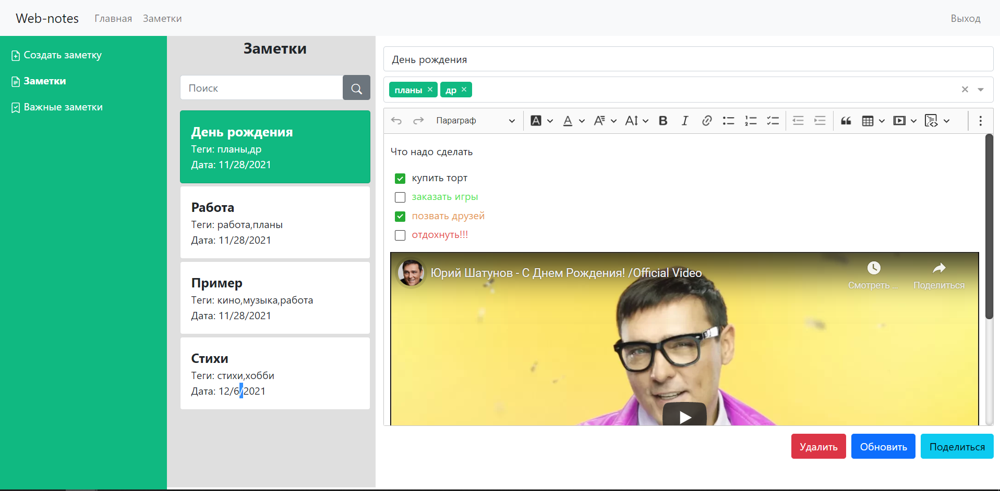 Web-notes Главная Заметки Выход
Создать заметку
Заметки
Важные заметки
Заметки
Поиск
День рождения
Теги: планы,др
Дата: 11/28/2021
Работа
Теги: работа,планы
Дата: 11/28/2021
Пример
Теги: кино,музыка,работа
Дата: 11/28/2021
Стихи
Теги: стихи,хобби
Дата: 12/6/2021
День рождения
планы × др ×
Параграф
Что надо сделать
купить торт
заказать игры
позвать друзей
отдохнуть!!!
Юрий Шатунов - С Днем Рождения! /Official Video
Смотреть ... Поделиться
Удалить Обновить Поделиться